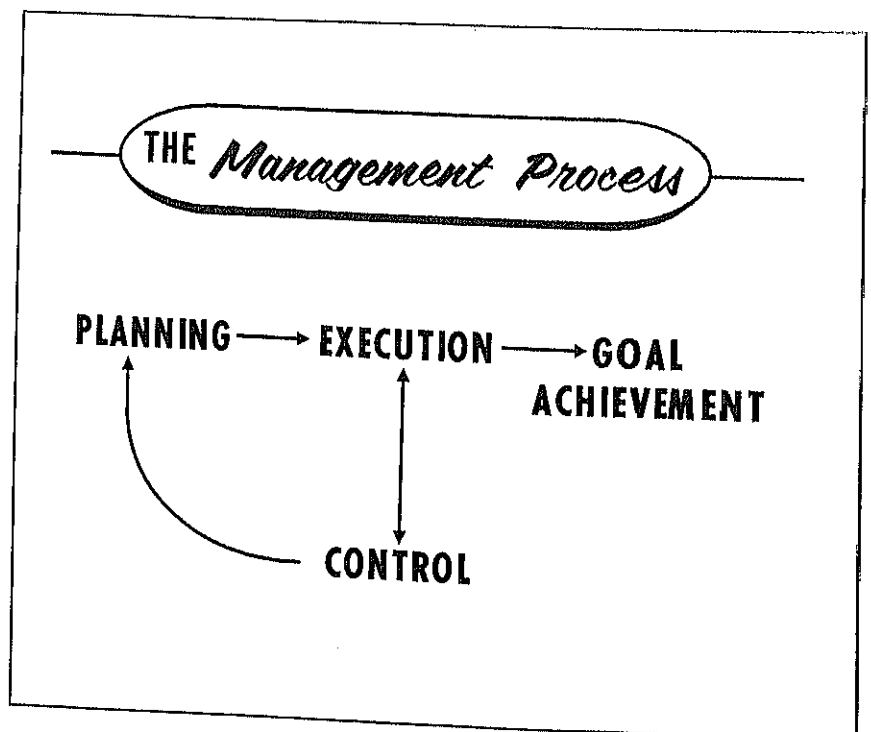 THE Management Process
PLANNING EXECUTION GOAL
ACHIEVEMENT
CONTROL